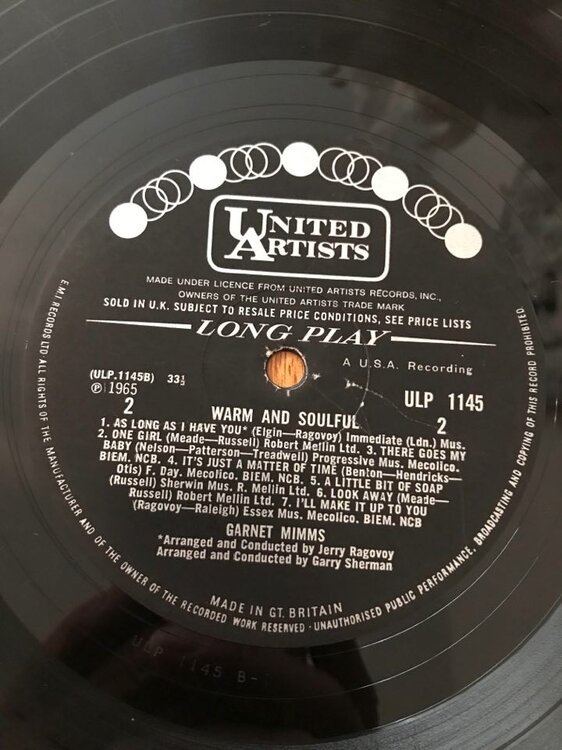 UNITED
ARTISTS
MADE UNDER LICENCE FROM UNITED ARTISTS RECORDS, INC.,
OWNERS OF THE UNITED ARTISTS TRADE MARK
SOLD IN U.K. SUBJECT TO RESALE PRICE CONDITIONS, SEE PRICE LISTS
LONG PLAY
A U.S.A. Recording
(ULP.1145B) 33⅓
ULP 1145
℗ 1965
2
2
WARM AND SOULFUL
1. AS LONG AS I HAVE YOU* (Elgin—Ragovoy) Immediate (Ldn.) Mus.
2. ONE GIRL (Meade—Russell) Robert Mellin Ltd. 3. THERE GOES MY
BABY (Nelson—Patterson—Treadwell) Progressive Mus. Mecolico.
BIEM. NCB. 4. IT'S JUST A MATTER OF TIME (Benton—Hendricks—
Otis) F. Day. Mecolico. BIEM. NCB. 5. A LITTLE BIT OF SOAP
(Russell) Sherwin Mus. R. Mellin Ltd. 6. LOOK AWAY (Meade—
Russell) Robert Mellin Ltd. 7. I'LL MAKE IT UP TO YOU
(Ragovoy—Raleigh) Essex Mus. Mecolico. BIEM. NCB
GARNET MIMMS
*Arranged and Conducted by Jerry Ragovoy
Arranged and Conducted by Garry Sherman
MADE IN GT. BRITAIN
E.M.I RECORDS LTD. ALL RIGHTS OF THE MANUFACTURER AND OF THE OWNER OF THE RECORDED WORK RESERVED · UNAUTHORISED PUBLIC PERFORMANCE, BROADCASTING AND COPYING OF THIS RECORD PROHIBITED.
ULP 1145 B-